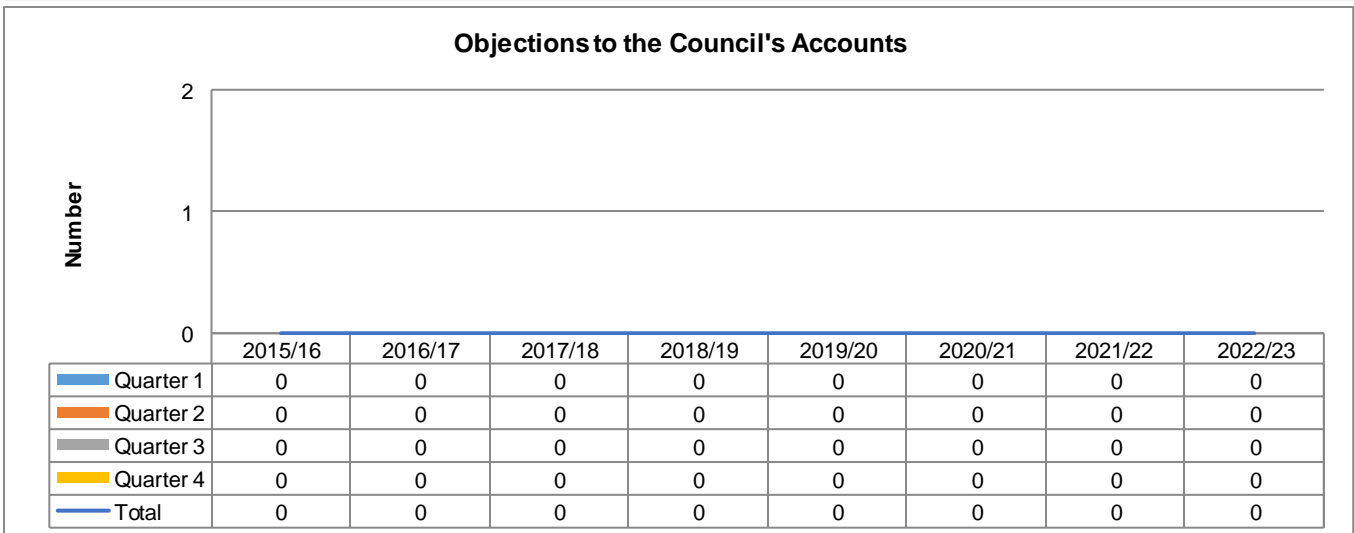 Objections to the Council's Accounts
2
1
0
Number
2015/16 2016/17 2017/18 2018/19 2019/20 2020/21 2021/22 2022/23
Quarter 1 0 0 0 0 0 0 0 0
Quarter 2 0 0 0 0 0 0 0 0
Quarter 3 0 0 0 0 0 0 0 0
Quarter 4 0 0 0 0 0 0 0 0
Total 0 0 0 0 0 0 0 0